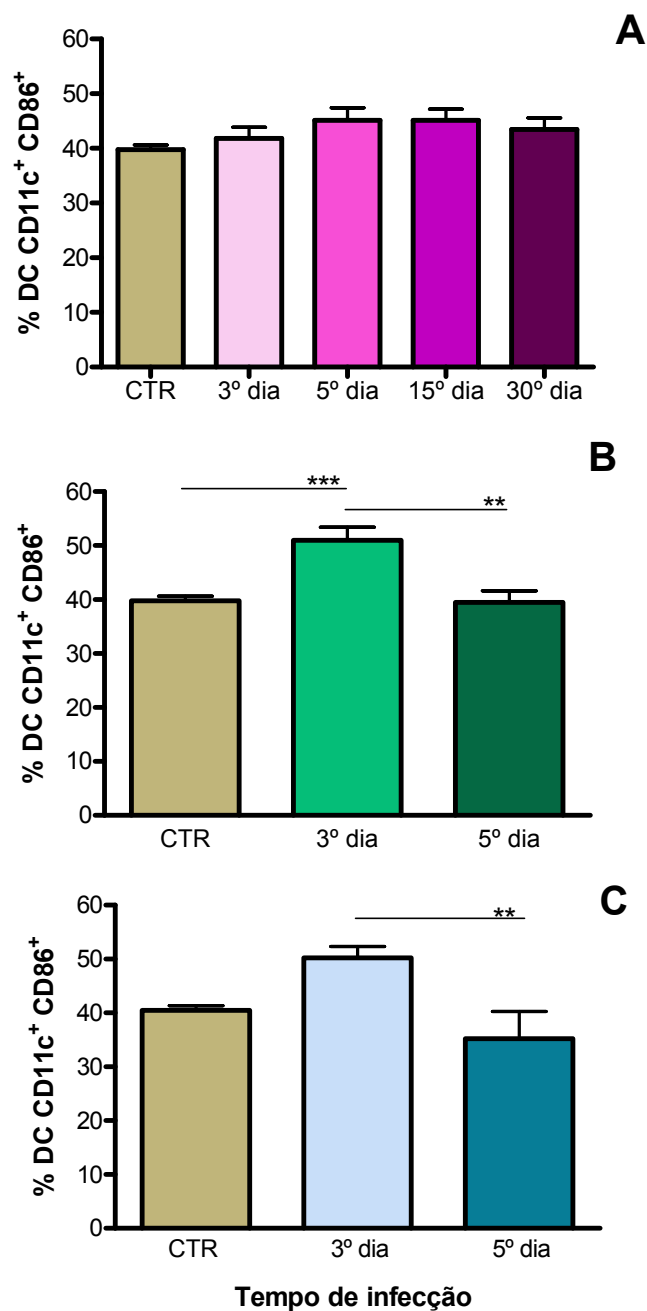 A
% DC CD11c⁺ CD86⁺
60
50
40
30
20
10
0
CTR 3º dia 5º dia 15º dia 30º dia
B
% DC CD11c⁺ CD86⁺
60
50
40
30
20
10
0
***
**
CTR 3º dia 5º dia
C
% DC CD11c⁺ CD86⁺
60
50
40
30
20
10
0
**
CTR 3º dia 5º dia
Tempo de infecção